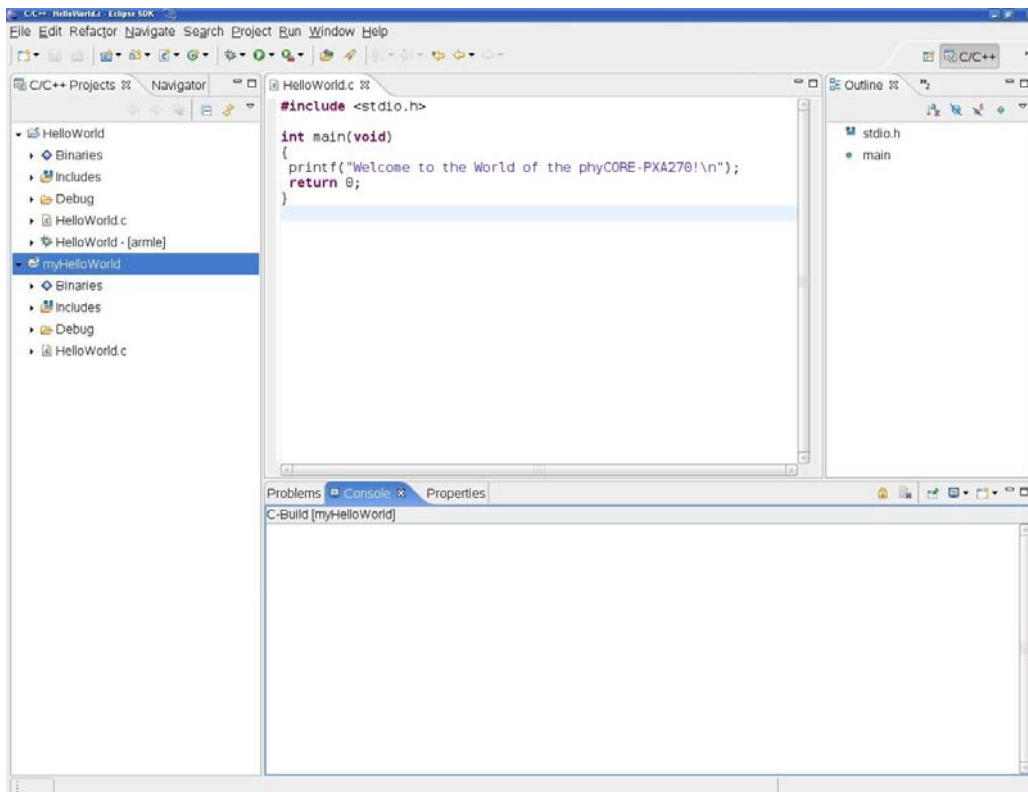 C/C++ - HelloWorld.c - Eclipse SDK
File Edit Refactor Navigate Search Project Run Window Help
C/C++
C/C++ Projects Navigator
HelloWorld
Binaries
Includes
Debug
HelloWorld.c
HelloWorld - [armle]
myHelloWorld
Binaries
Includes
Debug
HelloWorld.c
HelloWorld.c
#include <stdio.h>
int main(void)
{
printf("Welcome to the World of the phyCORE-PXA270!\n");
return 0;
}
Outline
stdio.h
main
Problems Console Properties
C-Build [myHelloWorld]